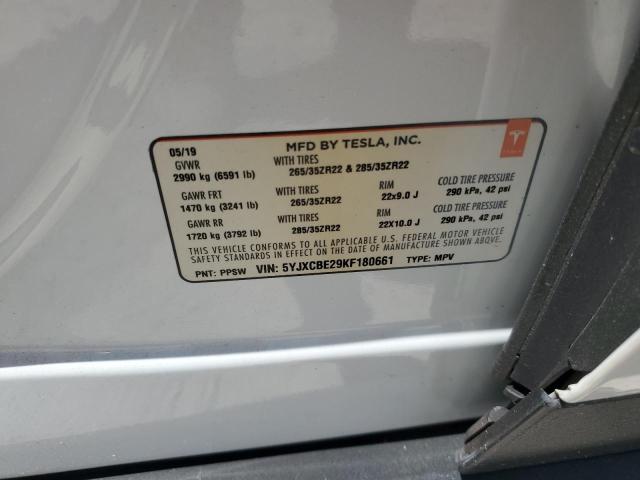 05/19 MFD BY TESLA, INC.
GVWR WITH TIRES
2990 kg (6591 lb) 265/35ZR22 & 285/35ZR22
GAWR FRT WITH TIRES RIM COLD TIRE PRESSURE
1470 kg (3241 lb) 265/35ZR22 22x9.0 J 290 kPa, 42 psi
GAWR RR WITH TIRES RIM COLD TIRE PRESSURE
1720 kg (3792 lb) 285/35ZR22 22X10.0 J 290 kPa, 42 psi
THIS VEHICLE CONFORMS TO ALL APPLICABLE U.S. FEDERAL MOTOR VEHICLE
SAFETY STANDARDS IN EFFECT ON THE DATE OF MANUFACTURE SHOWN ABOVE.
PNT: PPSW VIN: 5YJXCBE29KF180661 TYPE: MPV